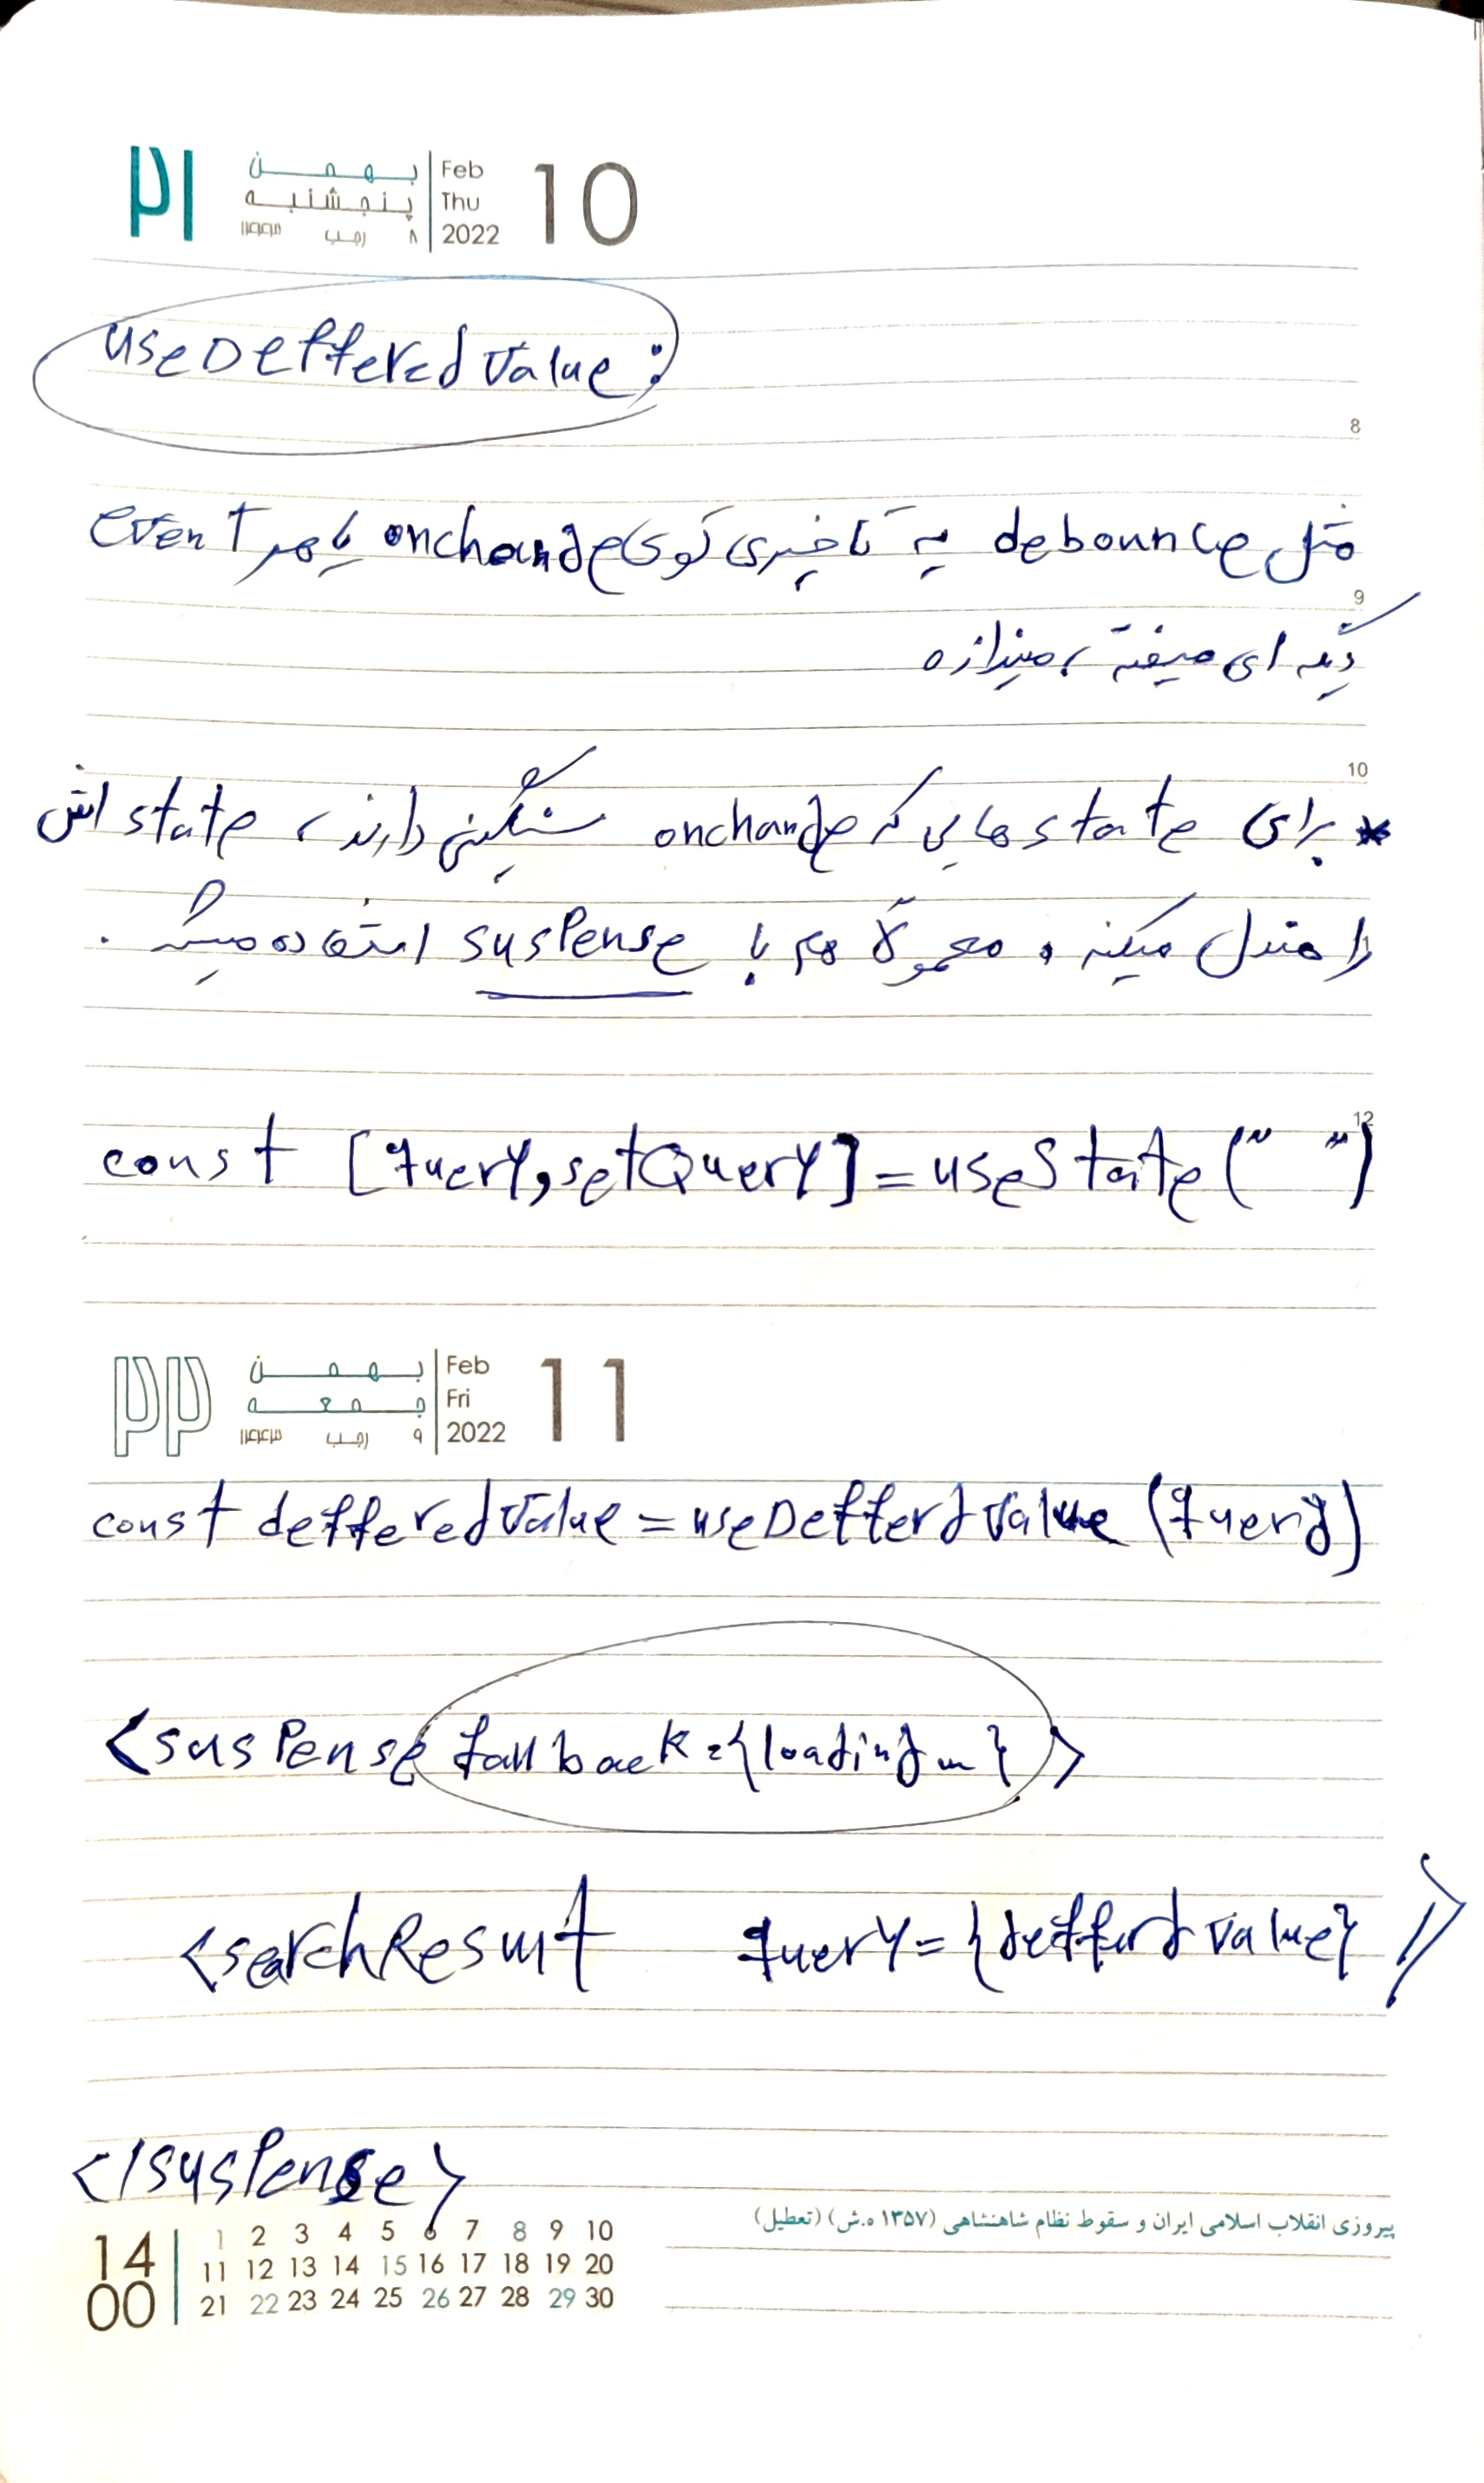 ۲۱ بهمن Feb 10
پنجشنبه Thu
۸ رجب ۱۴۴۳ 2022
useDefferedValue:
8
مثل debounce یه تاخیری توی onchange یا هر event
9
دیگه ای میفته، میندازه
10
* برای state هایی که onchange سنگینی دارند، state اش
را هندل میکنه و معمولاً هم با suspense استفاده میشه.
12
const [query,setQuery]=useState(" ")
۲۲ بهمن Feb 11
جمعه Fri
۹ رجب ۱۴۴۳ 2022
const defferedValue = useDefferdValue (query)
<suspense fallback={loading...}>
<searchResult query={defferdValue} />
</suspense>
پیروزی انقلاب اسلامی ایران و سقوط نظام شاهنشاهی (۱۳۵۷ ه.ش) (تعطیل)
1400
1 2 3 4 5 6 7 8 9 10
11 12 13 14 15 16 17 18 19 20
21 22 23 24 25 26 27 28 29 30